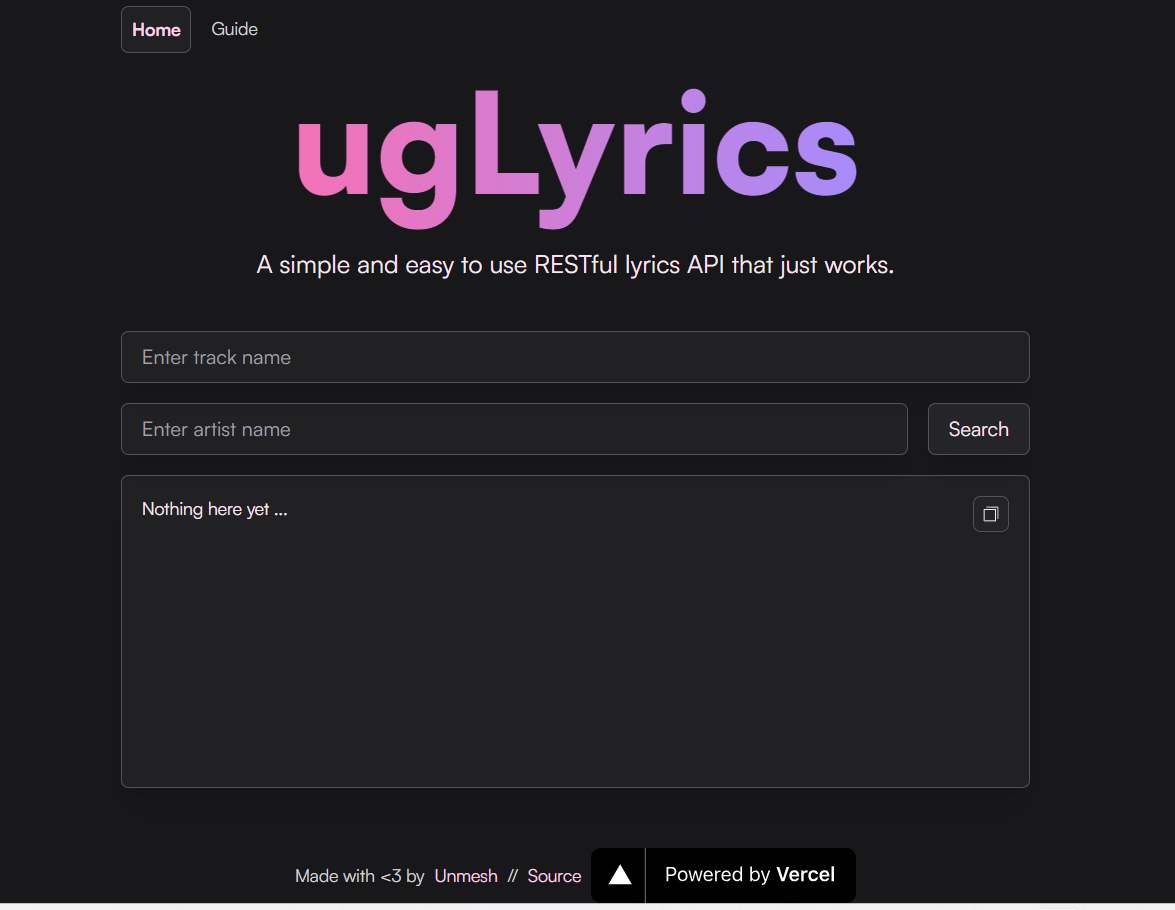 Home Guide
ugLyrics
A simple and easy to use RESTful lyrics API that just works.
Enter track name
Enter artist name Search
Nothing here yet ...
Made with <3 by Unmesh // Source Powered by Vercel